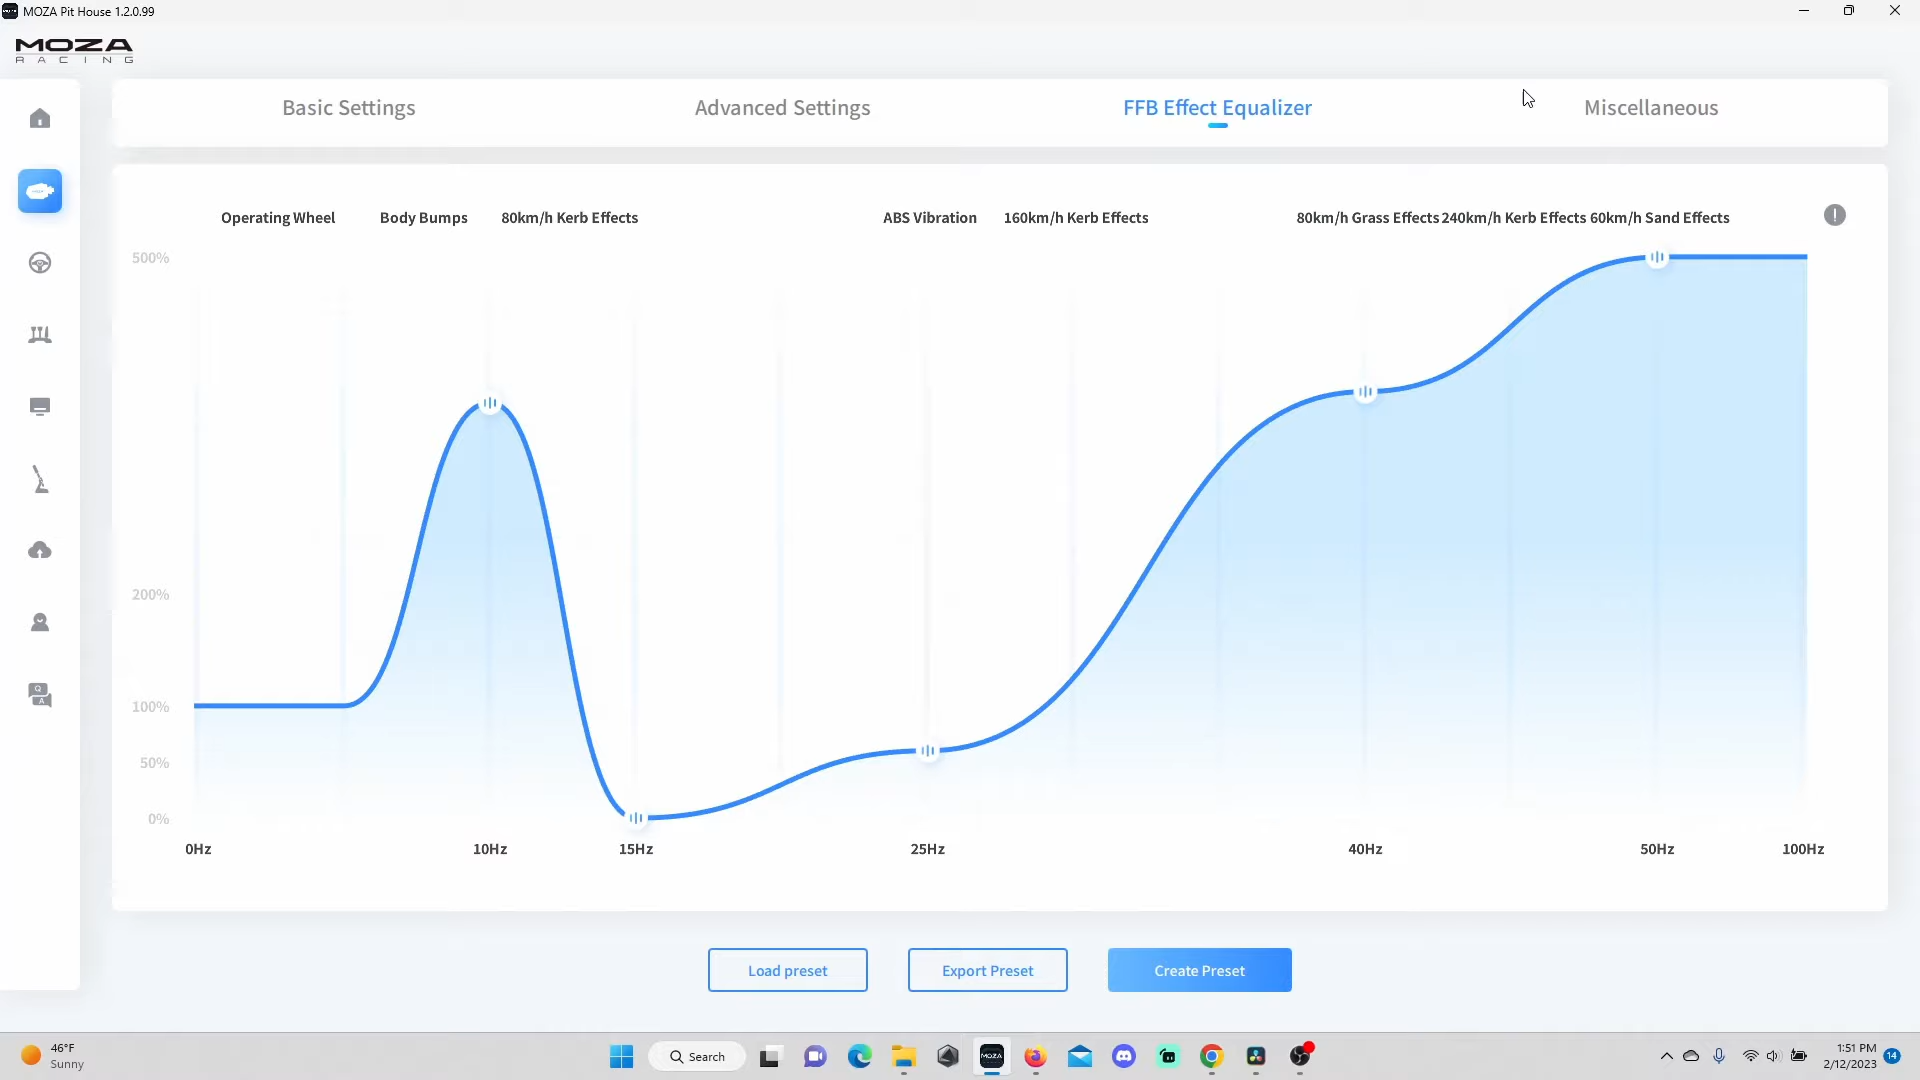 MOZA Pit House 1.2.0.99
MOZA
RACING
Basic Settings Advanced Settings FFB Effect Equalizer Miscellaneous
Operating Wheel Body Bumps 80km/h Kerb Effects ABS Vibration 160km/h Kerb Effects 80km/h Grass Effects 240km/h Kerb Effects 60km/h Sand Effects
500%
200%
100%
50%
0%
0Hz 10Hz 15Hz 25Hz 40Hz 50Hz 100Hz
Load preset Export Preset Create Preset
46°F
Sunny
Search
MOZA
1:51 PM
2/12/2023
14